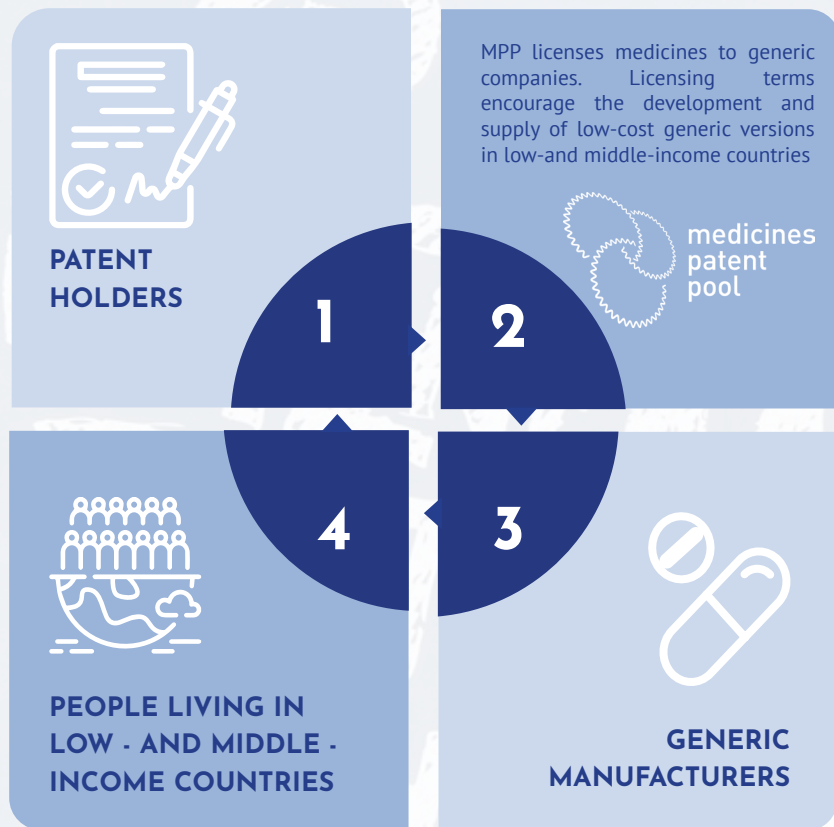 PATENT
HOLDERS
1
MPP licenses medicines to generic
companies. Licensing terms
encourage the development and
supply of low-cost generic versions
in low-and middle-income countries
medicines
patent
pool
2
3
GENERIC
MANUFACTURERS
4
PEOPLE LIVING IN
LOW - AND MIDDLE -
INCOME COUNTRIES